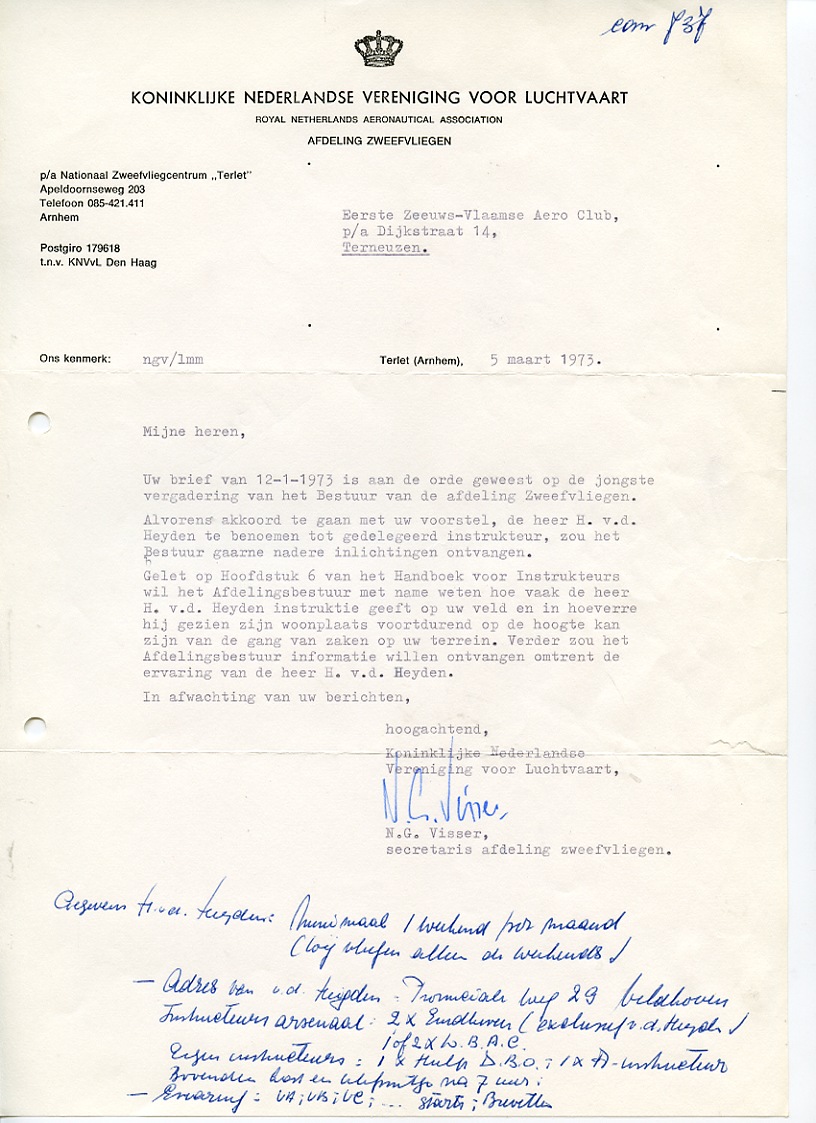 KONINKLIJKE NEDERLANDSE VERENIGING VOOR LUCHTVAART
ROYAL NETHERLANDS AERONAUTICAL ASSOCIATION
AFDELING ZWEEFVLIEGEN
p/a Nationaal Zweefvliegcentrum „Terlet"
Apeldoornseweg 203
Telefoon 085-421.411
Arnhem
Postgiro 179618
t.n.v. KNVvL Den Haag
Eerste Zeeuws-Vlaamse Aero Club,
p/a Dijkstraat 14,
Terneuzen.
Ons kenmerk: ngv/lmm
Terlet (Arnhem), 5 maart 1973.
Mijne heren,
Uw brief van 12-1-1973 is aan de orde geweest op de jongste
vergadering van het Bestuur van de afdeling Zweefvliegen.
Alvorens akkoord te gaan met uw voorstel, de heer H. v.d.
Heyden te benoemen tot gedelegeerd instrukteur, zou het
Bestuur gaarne nadere inlichtingen ontvangen.
Gelet op Hoofdstuk 6 van het Handboek voor Instrukteurs
wil het Afdelingsbestuur met name weten hoe vaak de heer
H. v.d. Heyden instruktie geeft op uw veld en in hoeverre
hij gezien zijn woonplaats voortdurend op de hoogte kan
zijn van de gang van zaken op uw terrein. Verder zou het
Afdelingsbestuur informatie willen ontvangen omtrent de
ervaring van de heer H. v.d. Heyden.
In afwachting van uw berichten,
hoogachtend,
Koninklijke Nederlandse
Vereniging voor Luchtvaart,
N.G. Visser
N.G. Visser,
secretaris afdeling zweefvliegen.
Gegevens H.v.d. Heyden: Minimaal 1 weekend per maand
(wij vliegen alleen de weekends)
— Adres van v.d. Heyden = Provinciale weg 29 Veldhoven
Instructeurs arsenaal: 2 x Eindhoven (exclusief v.d. Heyden)
1 of 2 x L.B.A.C.
Eigen instructeurs = 1 x Hulp D.B.O.; 1 x A-instructeur
Bovendien kost een telefoontje na 7 uur:
— Ervaring = VA; VB; VC; ... starts; Brevetten